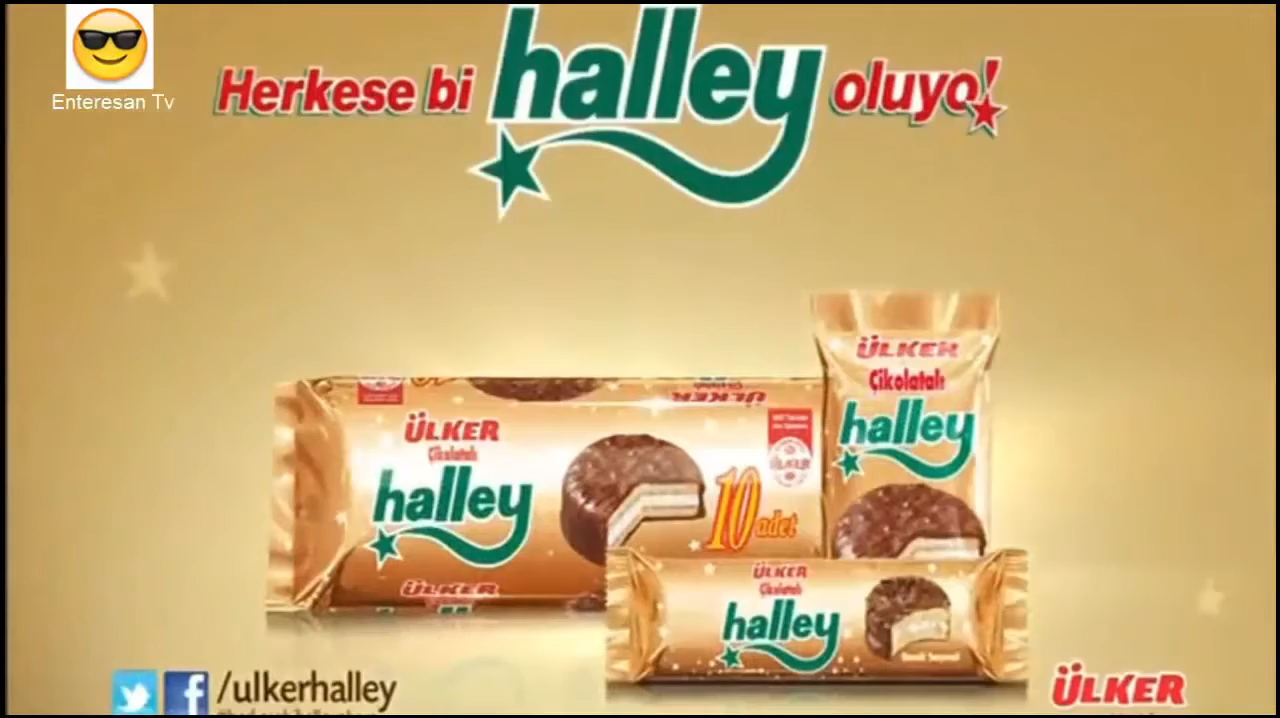 Enteresan Tv
Herkese bi halley oluyo!
ÜLKER
Çikolatalı
halley
10 adet
ÜLKER
ÜLKER
ÜLKER
Çikolatalı
halley
ÜLKER
Çikolatalı
halley
/ulkerhalley
ÜLKER